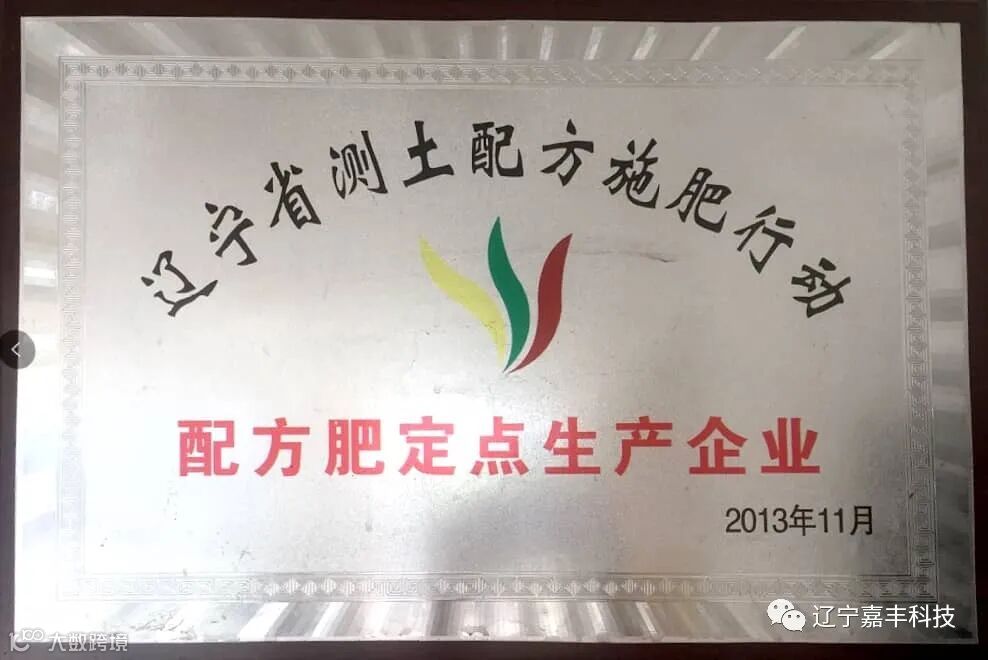 辽宁省测土配方施肥行动
配方肥定点生产企业
2013年11月
辽宁嘉丰科技
大数跨境